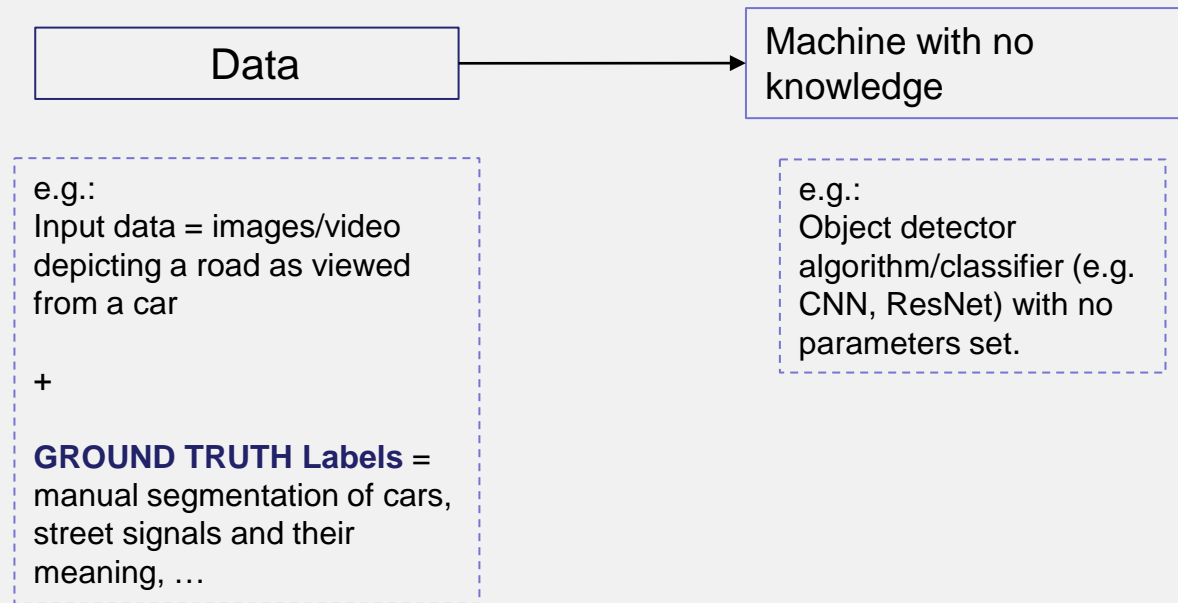 Data
Machine with no
knowledge
e.g.:
Input data = images/video
depicting a road as viewed
from a car
+
GROUND TRUTH Labels =
manual segmentation of cars,
street signals and their
meaning, …
e.g.:
Object detector
algorithm/classifier (e.g.
CNN, ResNet) with no
parameters set.